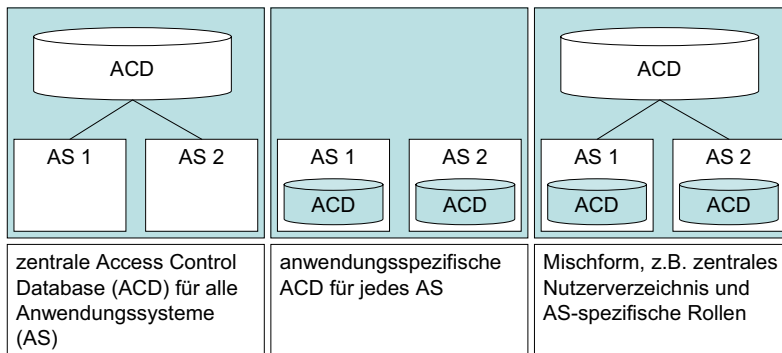 ACD
AS 1
AS 2
zentrale Access Control
Database (ACD) für alle
Anwendungssysteme
(AS)
AS 1
AS 2
ACD
ACD
anwendungsspezifische
ACD für jedes AS
ACD
AS 1
AS 2
ACD
ACD
Mischform, z.B. zentrales
Nutzerverzeichnis und
AS-spezifische Rollen